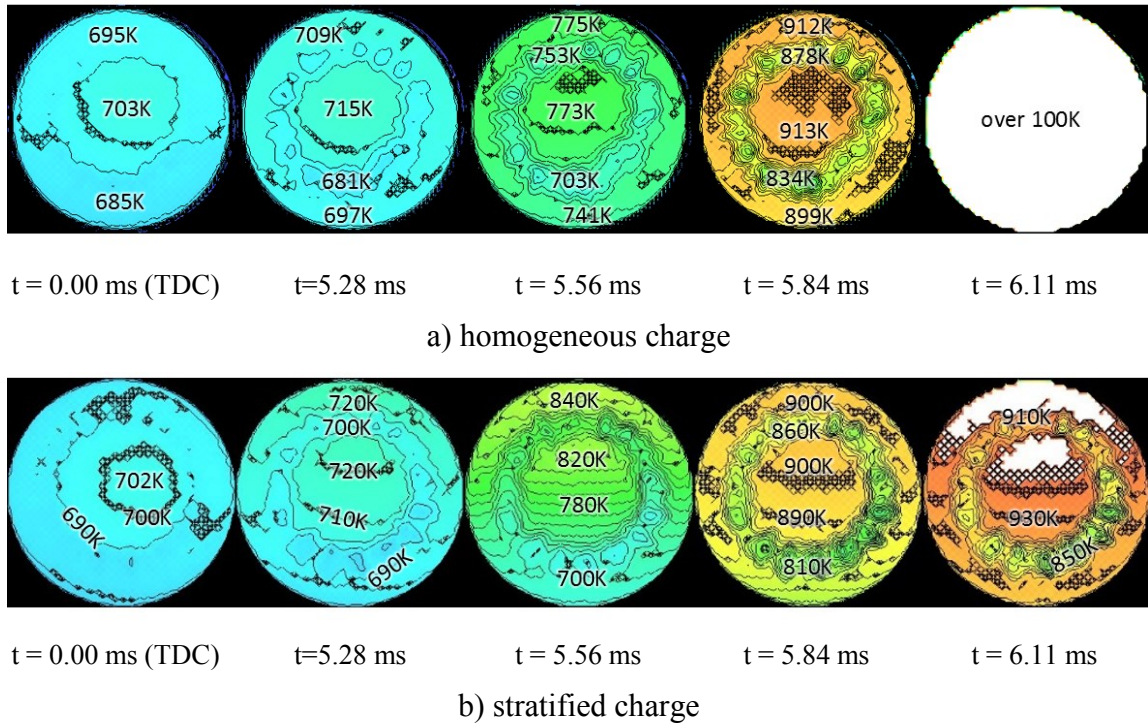 695K 709K 775K 912K
753K 878K
703K 715K 773K 913K over 100K
681K 703K 834K
685K 697K 741K 899K
t = 0.00 ms (TDC) t=5.28 ms t = 5.56 ms t = 5.84 ms t = 6.11 ms
a) homogeneous charge
720K 840K 900K 910K
700K 860K
702K 720K 820K 900K
700K 710K 780K 890K 930K
690K 690K 700K 810K 850K
t = 0.00 ms (TDC) t=5.28 ms t = 5.56 ms t = 5.84 ms t = 6.11 ms
b) stratified charge